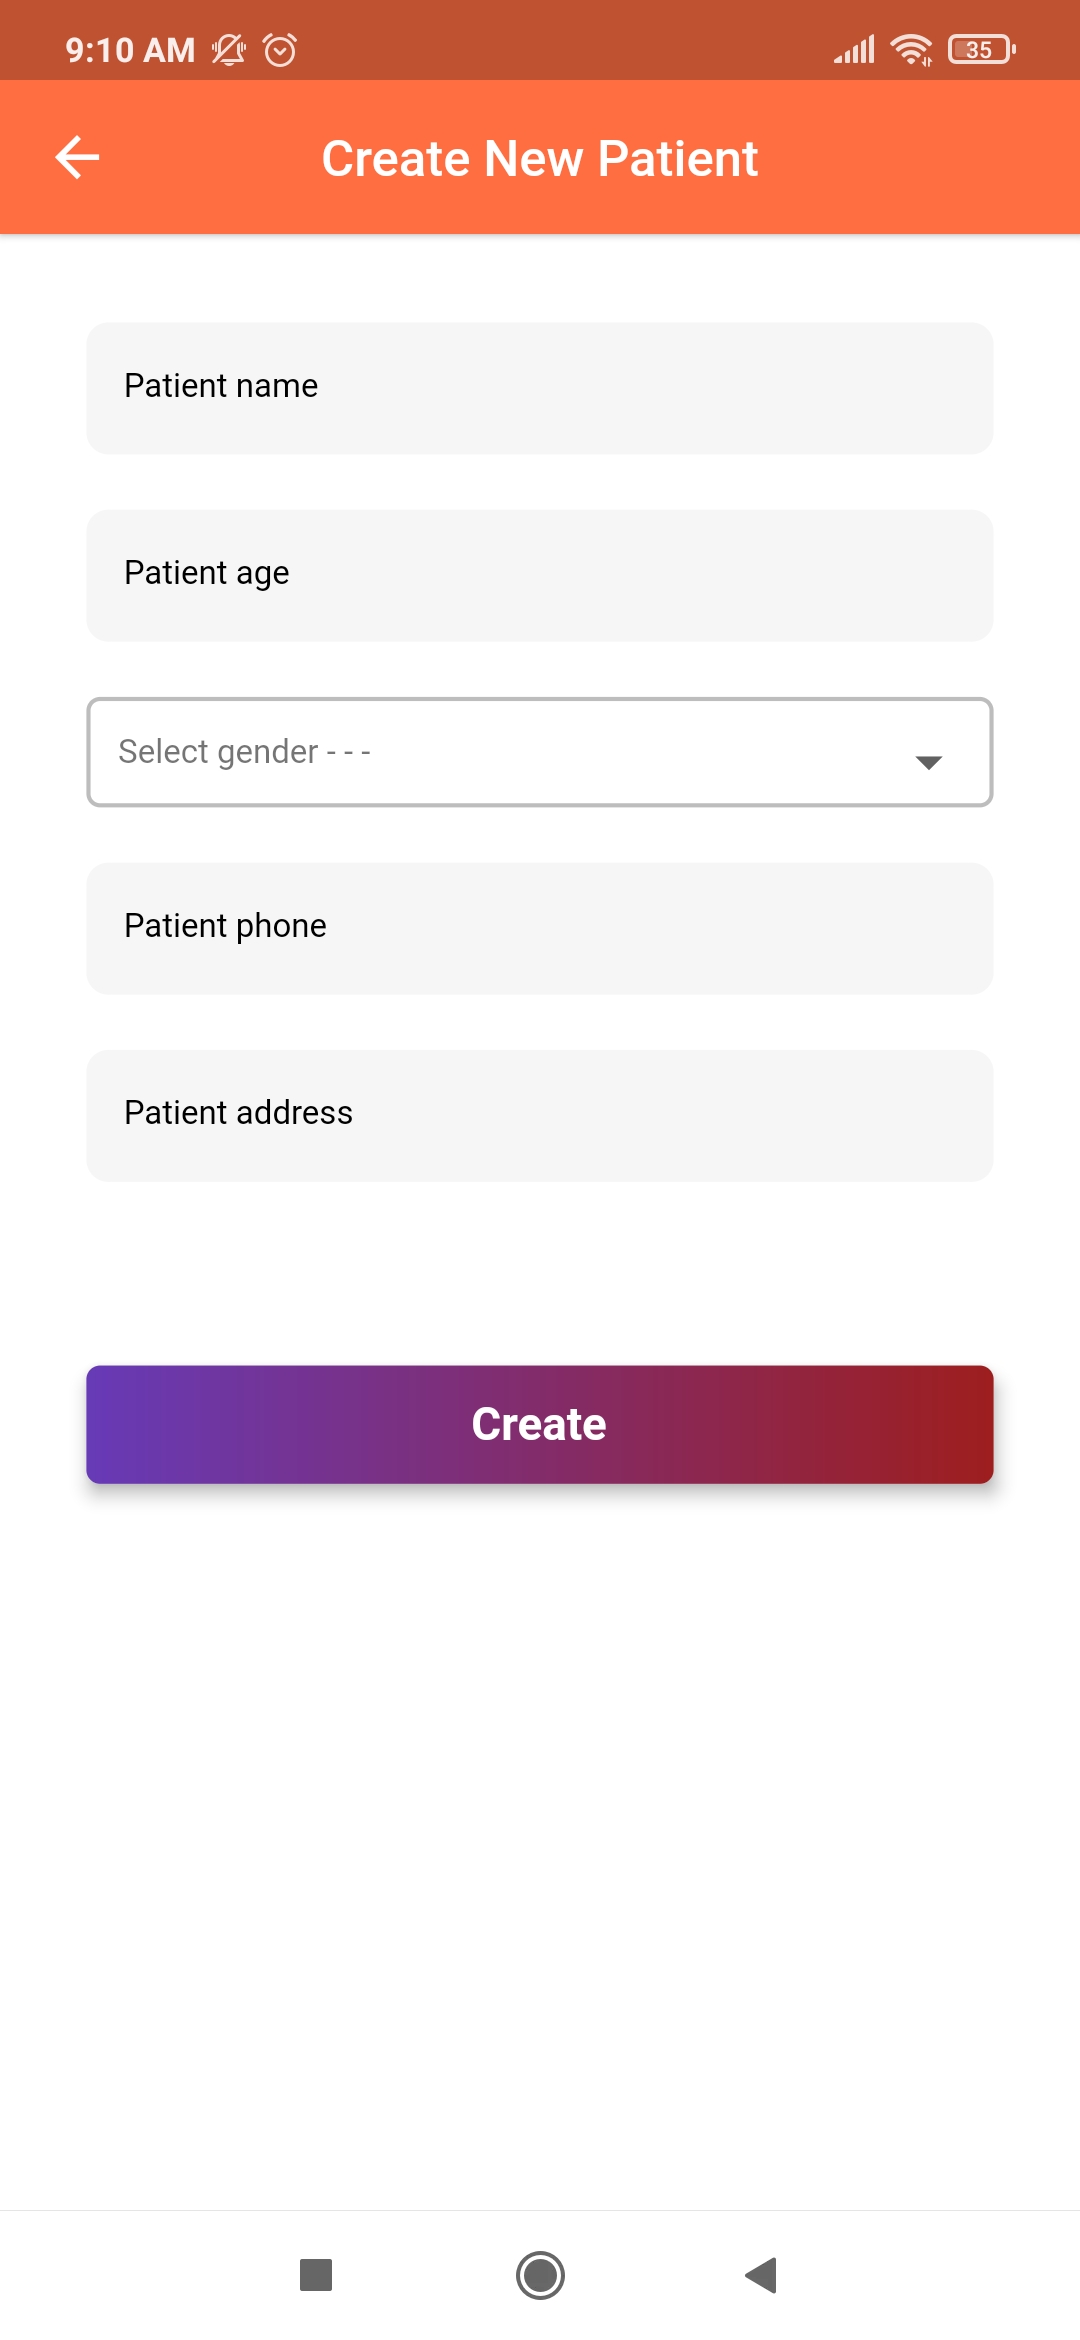 9:10 AM 35
Create New Patient
Patient name
Patient age
Select gender - - -
Patient phone
Patient address
Create